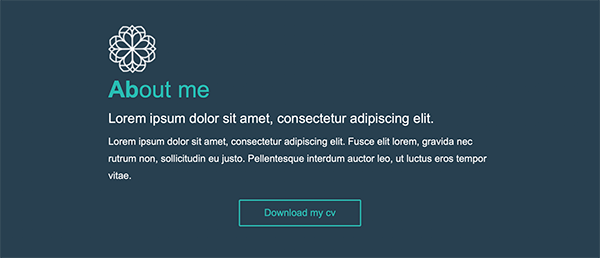 About me
Lorem ipsum dolor sit amet, consectetur adipiscing elit.
Lorem ipsum dolor sit amet, consectetur adipiscing elit. Fusce elit lorem, gravida nec
rutrum non, sollicitudin eu justo. Pellentesque interdum auctor leo, ut luctus eros tempor
vitae.
Download my cv